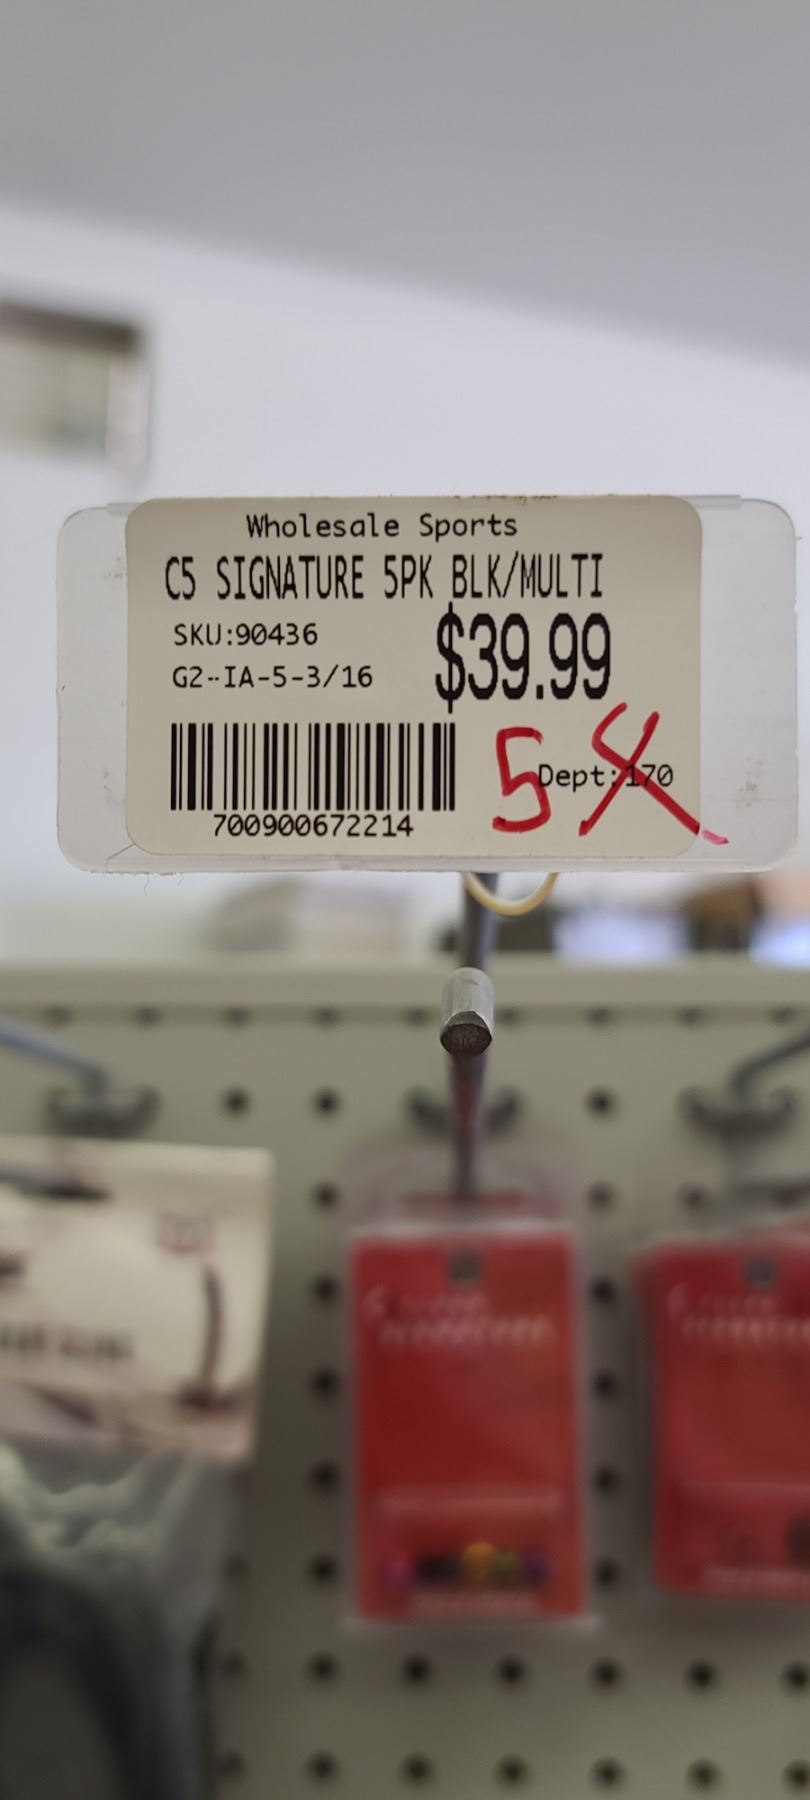 Wholesale Sports
C5 SIGNATURE 5PK BLK/MULTI
SKU:90436
$39.99
G2--IA-5-3/16
5 4
Dept:170
700900672214